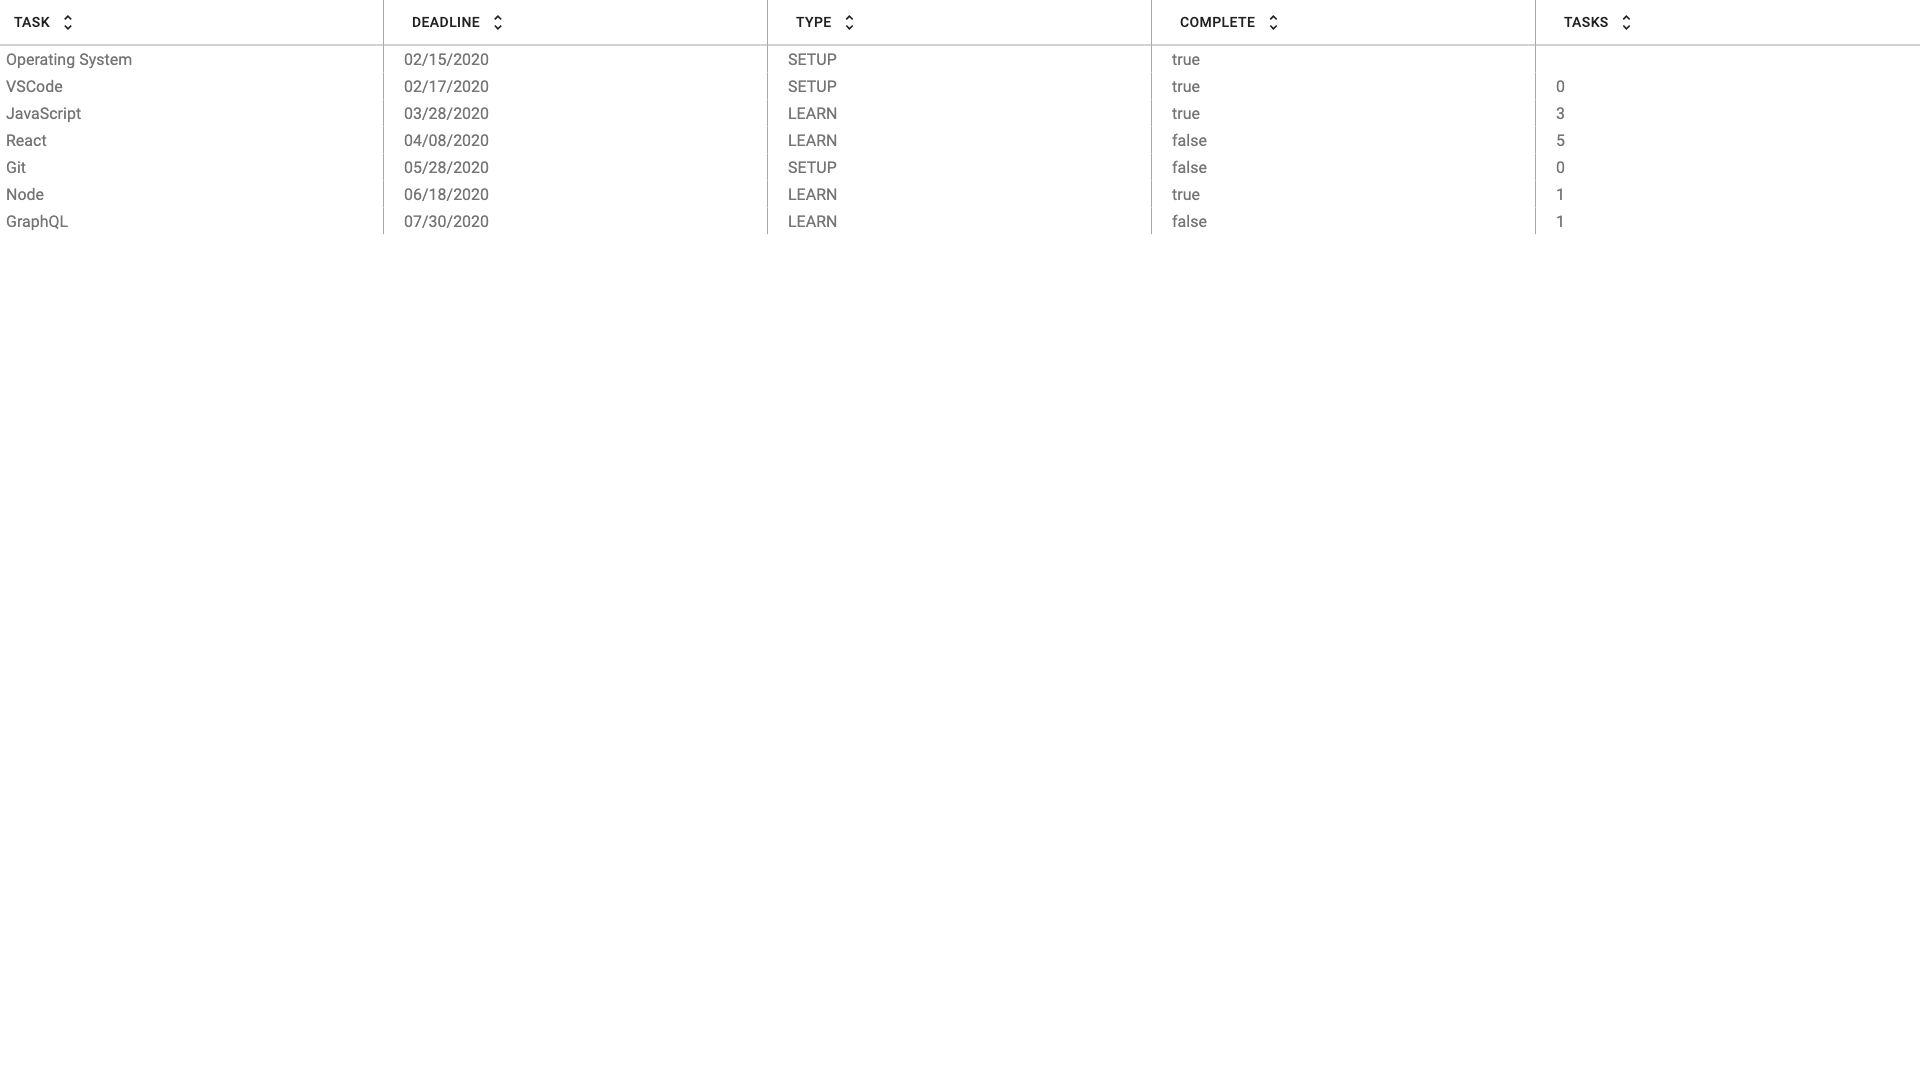 TASK DEADLINE TYPE COMPLETE TASKS
Operating System 02/15/2020 SETUP true
VSCode 02/17/2020 SETUP true 0
JavaScript 03/28/2020 LEARN true 3
React 04/08/2020 LEARN false 5
Git 05/28/2020 SETUP false 0
Node 06/18/2020 LEARN true 1
GraphQL 07/30/2020 LEARN false 1